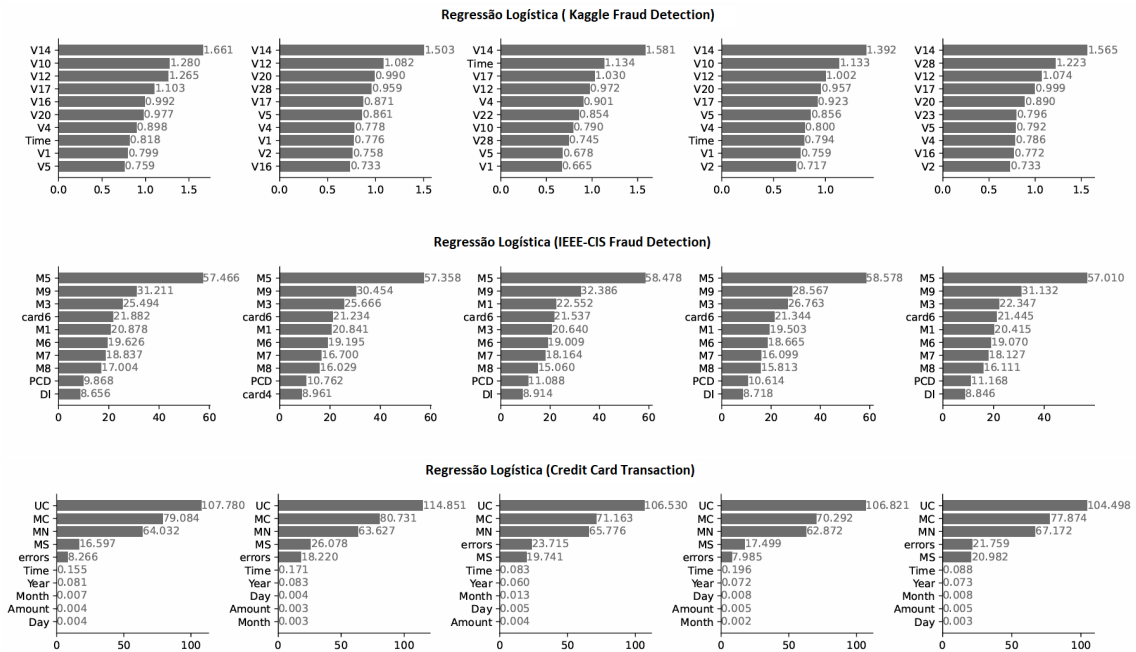 Regressão Logística ( Kaggle Fraud Detection)
V14 1.661
V10 1.280
V12 1.265
V17 1.103
V16 0.992
V20 0.977
V4 0.898
Time 0.818
V1 0.799
V5 0.759
0.0 0.5 1.0 1.5
V14 1.503
V12 1.082
V20 0.990
V28 0.959
V17 0.871
V5 0.861
V4 0.778
V1 0.776
V2 0.758
V16 0.733
0.0 0.5 1.0 1.5
V14 1.581
Time 1.134
V17 1.030
V12 0.972
V4 0.901
V22 0.854
V10 0.790
V28 0.745
V5 0.678
V1 0.665
0.0 0.5 1.0 1.5
V14 1.392
V10 1.133
V12 1.002
V20 0.957
V17 0.923
V5 0.856
V4 0.800
Time 0.794
V1 0.759
V2 0.717
0.0 0.5 1.0
V14 1.565
V28 1.223
V12 1.074
V17 0.999
V20 0.890
V23 0.796
V5 0.792
V4 0.786
V16 0.772
V2 0.733
0.0 0.5 1.0 1.5
Regressão Logística (IEEE-CIS Fraud Detection)
M5 57.466
M9 31.211
M3 25.494
card6 21.882
M1 20.878
M6 19.626
M7 18.837
M8 17.004
PCD 9.868
DI 8.656
0 20 40 60
M5 57.358
M9 30.454
M3 25.666
card6 21.234
M1 20.841
M6 19.195
M7 16.700
M8 16.029
PCD 10.762
card4 8.961
0 20 40 60
M5 58.478
M9 32.386
M1 22.552
card6 21.537
M3 20.640
M6 19.009
M7 18.164
M8 15.060
PCD 11.088
DI 8.914
0 20 40 60
M5 58.578
M9 28.567
M3 26.763
card6 21.344
M1 19.503
M6 18.665
M7 16.099
M8 15.813
PCD 10.614
DI 8.718
0 20 40 60
M5 57.010
M9 31.132
M3 22.347
card6 21.445
M1 20.415
M6 19.070
M7 18.127
M8 16.111
PCD 11.168
DI 8.846
0 20 40
Regressão Logística (Credit Card Transaction)
UC 107.780
MC 79.084
MN 64.032
MS 16.597
errors 8.266
Time 0.155
Year 0.081
Month 0.007
Amount 0.004
Day 0.004
0 50 100
UC 114.851
MC 80.731
MN 63.627
MS 26.078
errors 18.220
Time 0.171
Year 0.083
Day 0.004
Amount 0.003
Month 0.003
0 50 100
UC 106.530
MC 71.163
MN 65.776
errors 23.715
MS 19.741
Time 0.083
Year 0.060
Month 0.013
Day 0.005
Amount 0.004
0 50 100
UC 106.821
MC 70.292
MN 62.872
MS 17.499
errors 7.985
Time 0.196
Year 0.072
Day 0.008
Amount 0.005
Month 0.002
0 50 100
UC 104.498
MC 77.874
MN 67.172
errors 21.759
MS 20.982
Time 0.088
Year 0.073
Month 0.008
Amount 0.005
Day 0.003
0 50 100